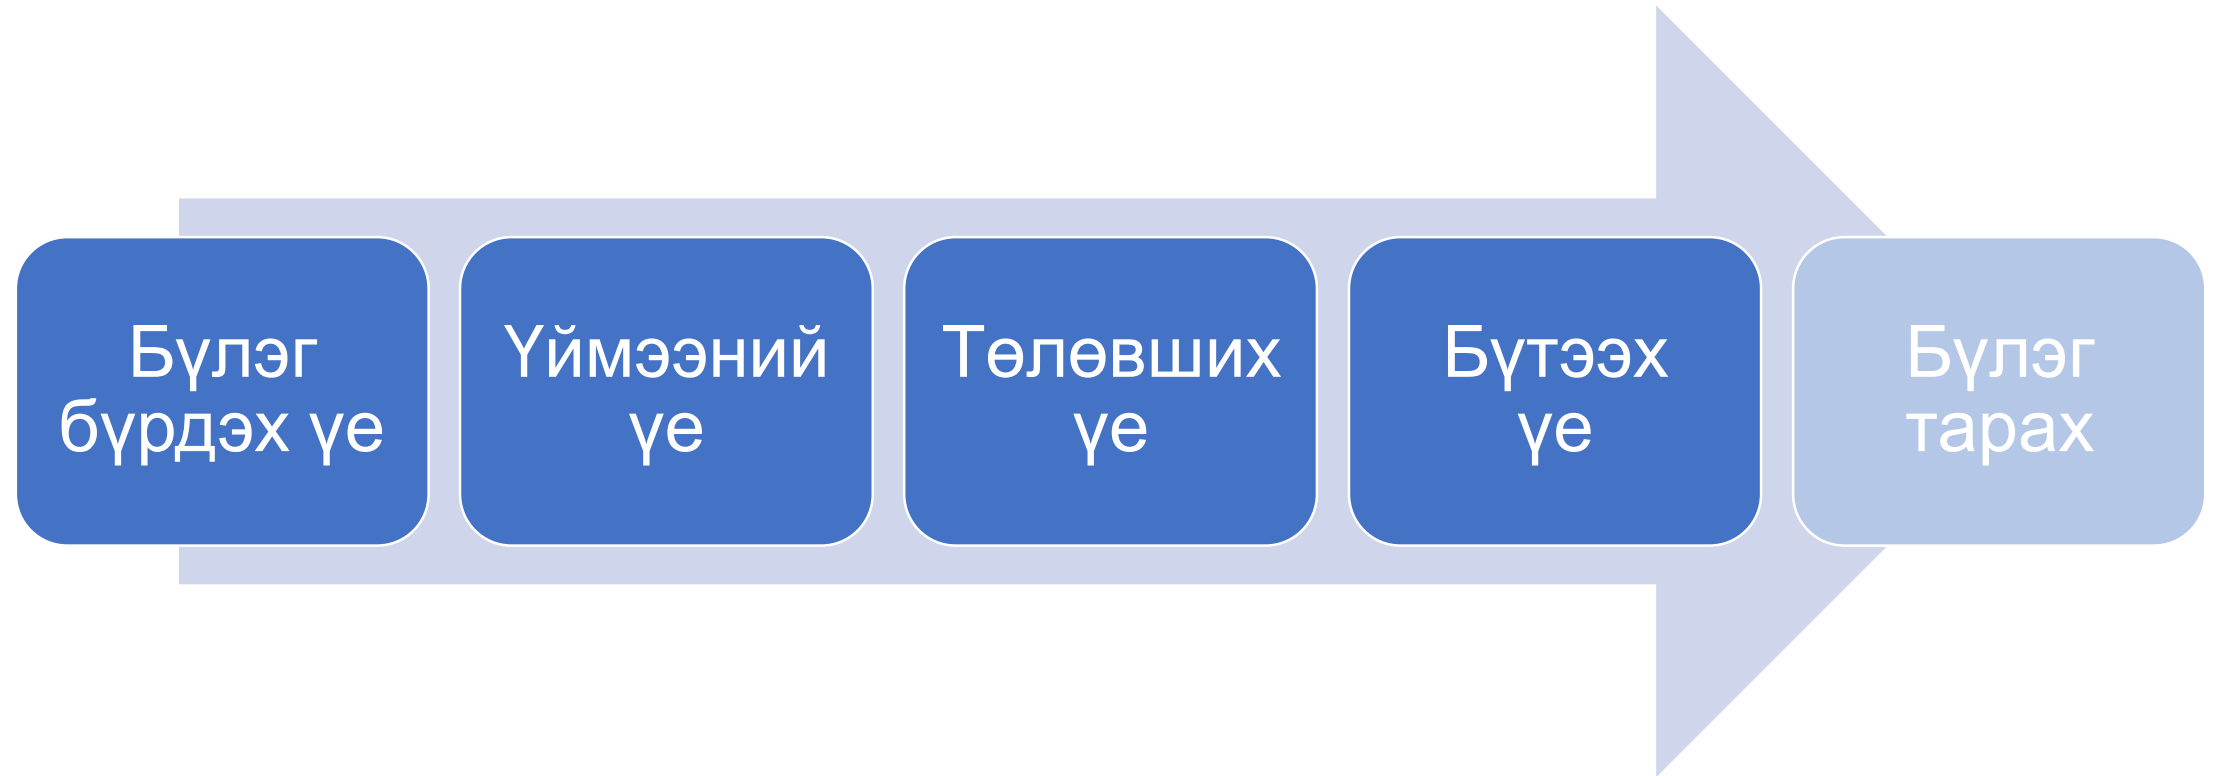 Бүлэг
бүрдэх үе
Үймээний
үе
Төлөвших
үе
Бүтээх
үе
Бүлэг
тарах